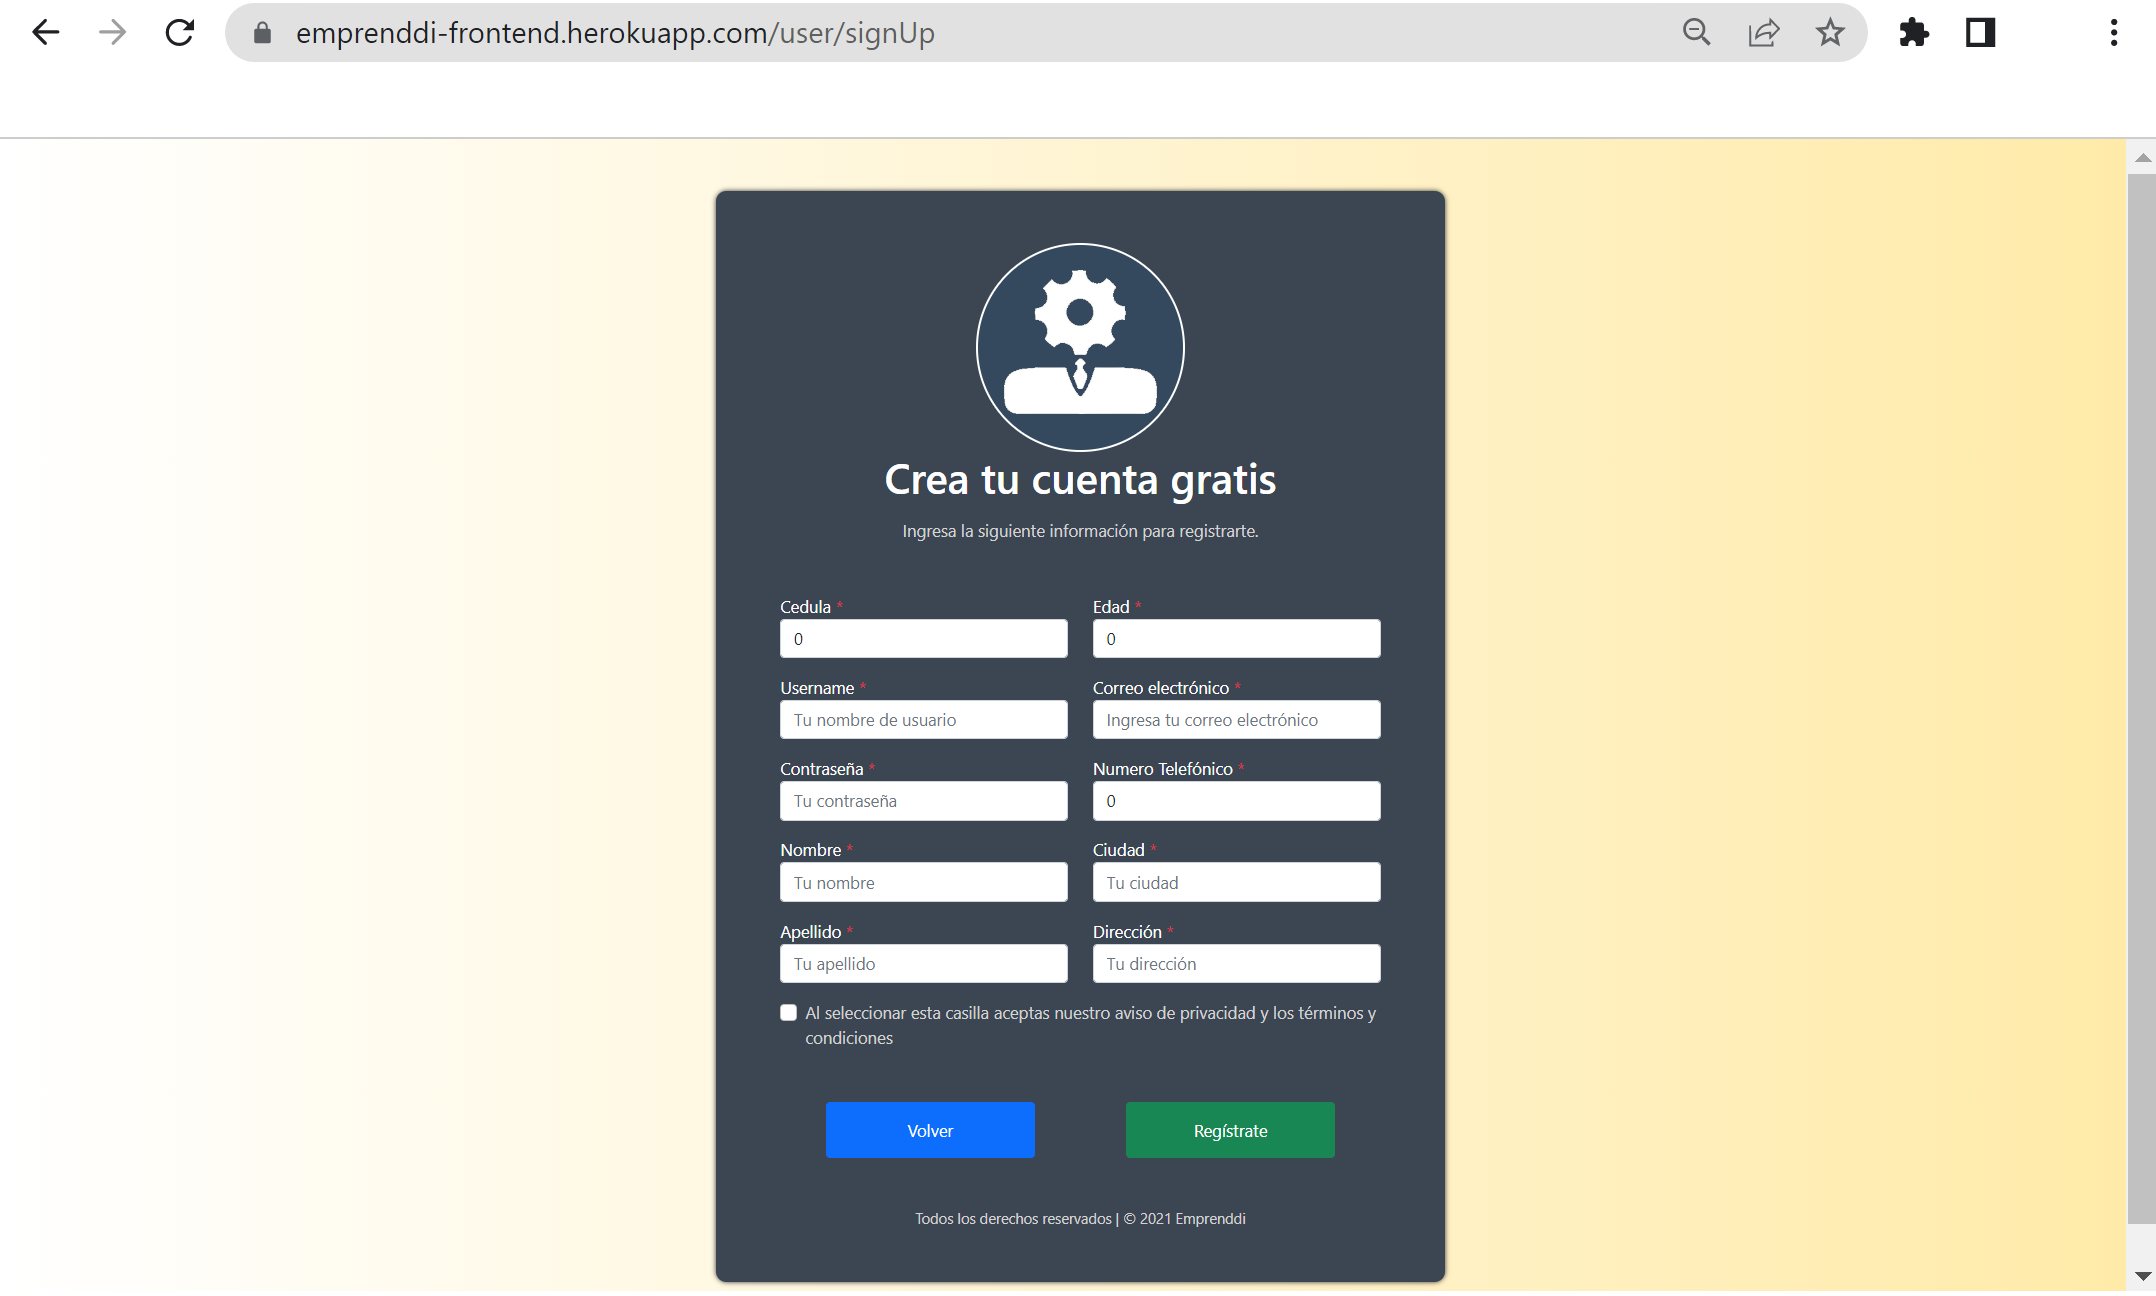 emprenddi-frontend.herokuapp.com/user/signUp
Crea tu cuenta gratis
Ingresa la siguiente información para registrarte.
Cedula * Edad *
0 0
Username * Correo electrónico *
Tu nombre de usuario Ingresa tu correo electrónico
Contraseña * Numero Telefónico *
Tu contraseña 0
Nombre * Ciudad *
Tu nombre Tu ciudad
Apellido * Dirección *
Tu apellido Tu dirección
Al seleccionar esta casilla aceptas nuestro aviso de privacidad y los términos y
condiciones
Volver Regístrate
Todos los derechos reservados | © 2021 Emprenddi